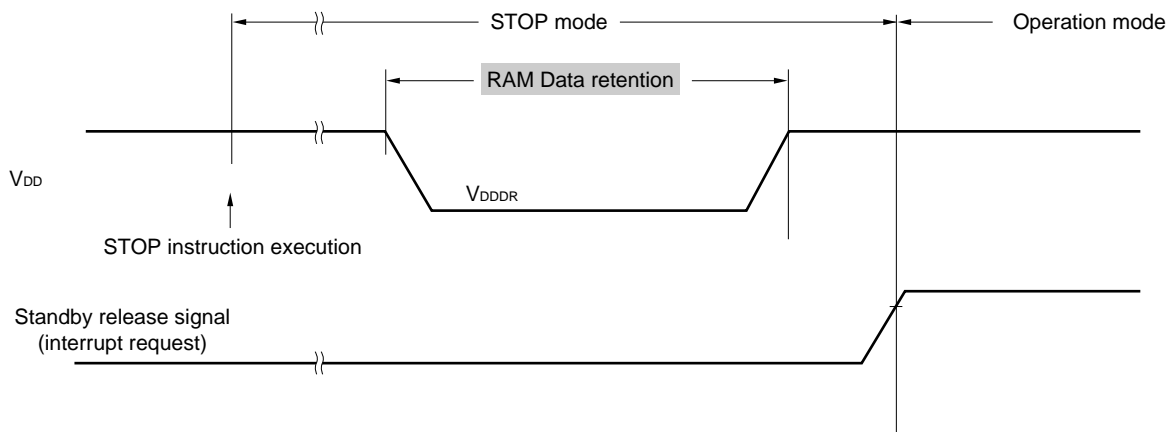 STOP mode
Operation mode
RAM Data retention
VDD
VDDDR
STOP instruction execution
Standby release signal
(interrupt request)